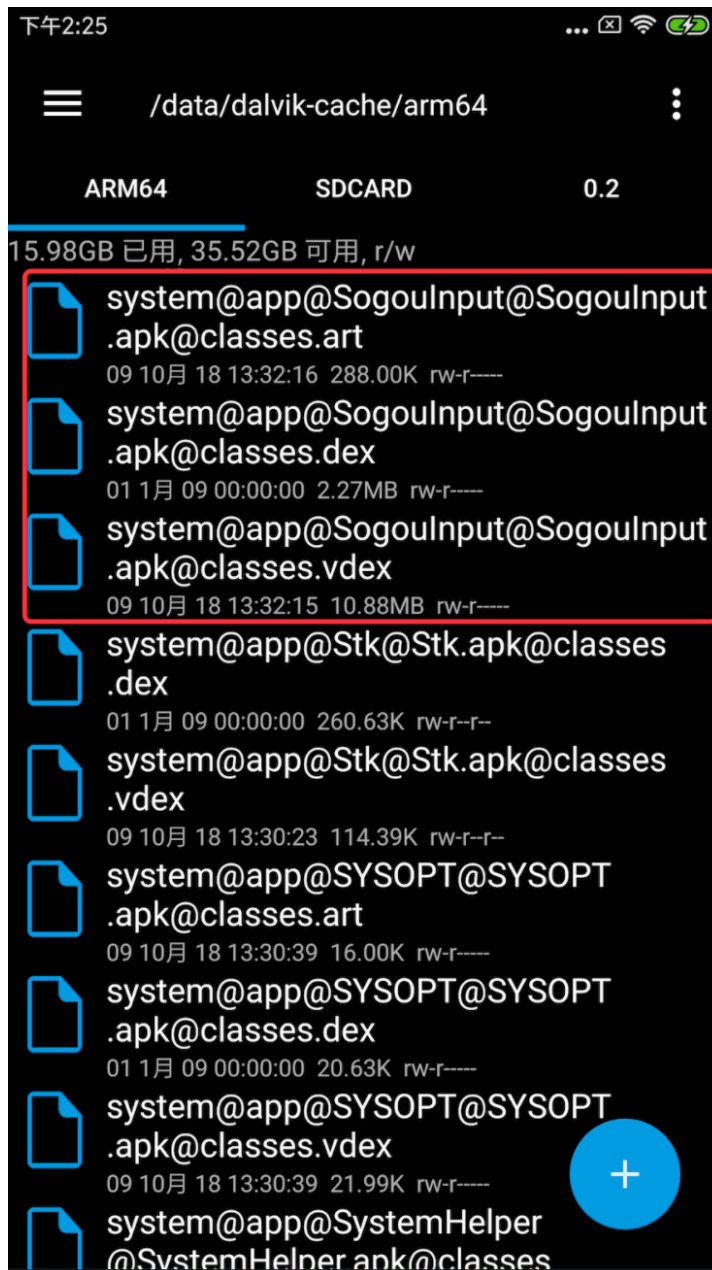 下午2:25
...
/data/dalvik-cache/arm64
ARM64 SDCARD 0.2
15.98GB 已用, 35.52GB 可用, r/w
system@app@SogouInput@SogouInput
.apk@classes.art
09 10月 18 13:32:16 288.00K rw-r-----
system@app@SogouInput@SogouInput
.apk@classes.dex
01 1月 09 00:00:00 2.27MB rw-r-----
system@app@SogouInput@SogouInput
.apk@classes.vdex
09 10月 18 13:32:15 10.88MB rw-r-----
system@app@Stk@Stk.apk@classes
.dex
01 1月 09 00:00:00 260.63K rw-r--r--
system@app@Stk@Stk.apk@classes
.vdex
09 10月 18 13:30:23 114.39K rw-r--r--
system@app@SYSOPT@SYSOPT
.apk@classes.art
09 10月 18 13:30:39 16.00K rw-r-----
system@app@SYSOPT@SYSOPT
.apk@classes.dex
01 1月 09 00:00:00 20.63K rw-r-----
system@app@SYSOPT@SYSOPT
.apk@classes.vdex
09 10月 18 13:30:39 21.99K rw-r-----
system@app@SystemHelper
@SystemHelper.apk@classes